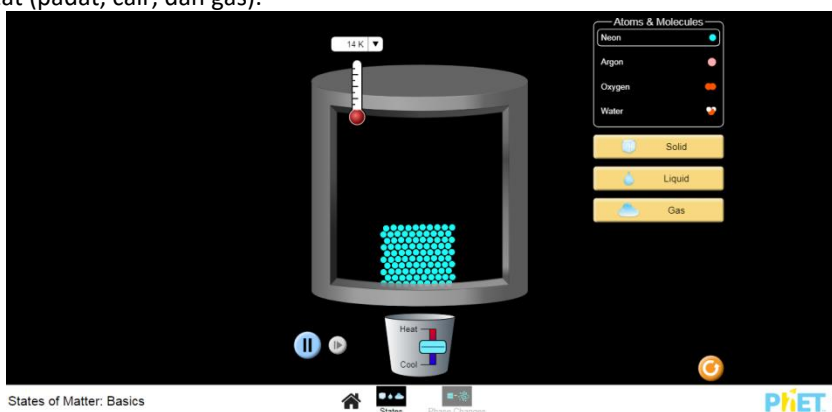 (padat, cair, dan gas).
14 K
Atoms & Molecules
Neon
Argon
Oxygen
Water
Solid
Liquid
Gas
Heat
Cool
States of Matter: Basics
States
Phase Changes
PhET